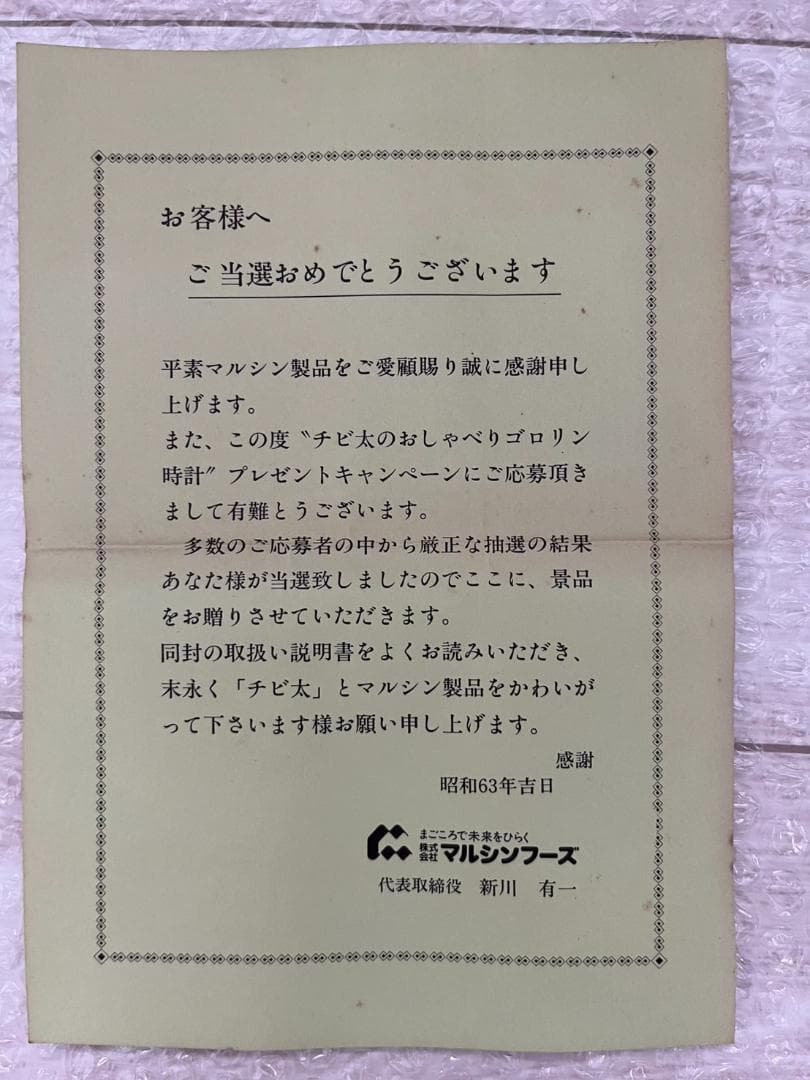 お客様へ
ご当選おめでとうございます
平素マルシン製品をご愛顧賜り誠に感謝申し
上げます。
また、この度〝チビ太のおしゃべりゴロリン
時計〟プレゼントキャンペーンにご応募頂き
まして有難とうございます。
多数のご応募者の中から厳正な抽選の結果
あなた様が当選致しましたのでここに、景品
をお贈りさせていただきます。
同封の取扱い説明書をよくお読みいただき、
末永く「チビ太」とマルシン製品をかわいが
って下さいます様お願い申し上げます。
感謝
昭和63年吉日
まごころで未来をひらく
株式会社マルシンフーズ
代表取締役 新川 有一